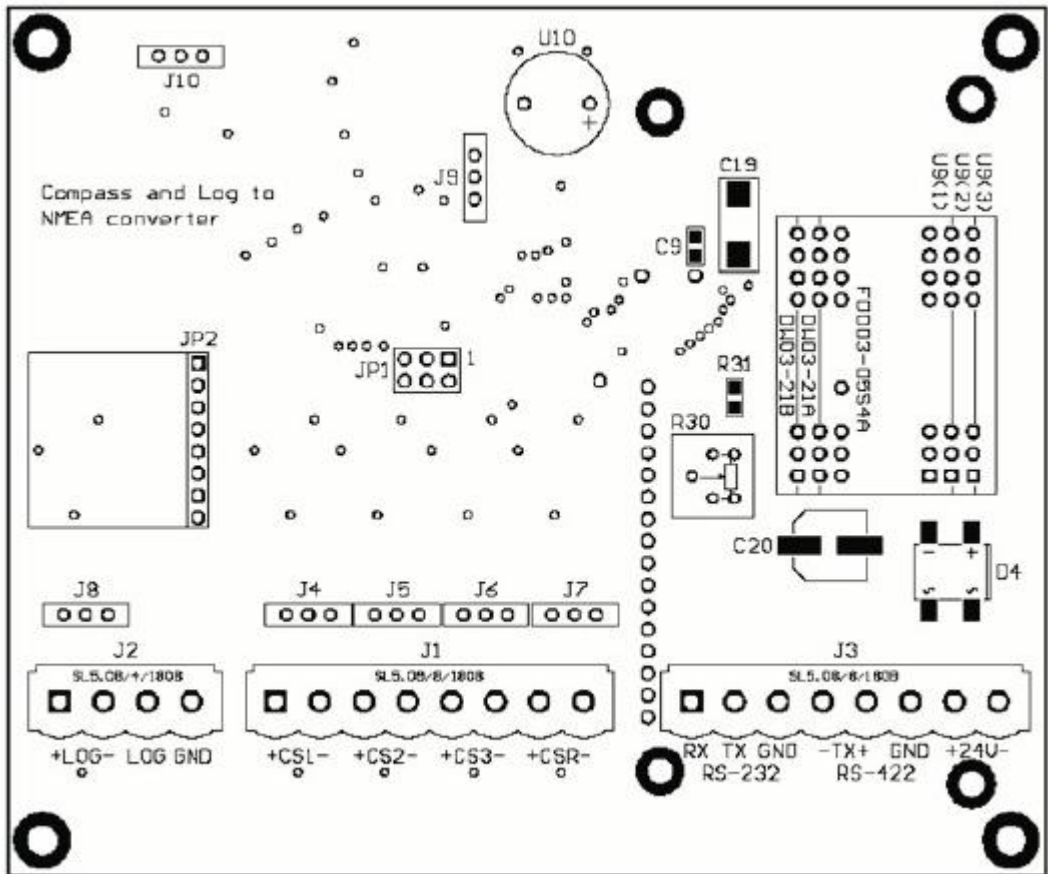 U10
J10
C19
U9(1)
U9(2)
U9(3)
J9
Compass and Log to
NMEA converter
C9
+
F0003-05S4A
DW03-21A
DW03-21B
JP2
JP1
1
R31
R30
C20
- +
D4
J8
J4
J5
J6
J7
J2
J1
J3
SL5.08/4/180B
SL5.08/8/180B
SL5.08/8/180B
+LOG- LOG GND
+CS1- +CS2- +CS3- +CSR-
RX TX GND -TX+ GND +24V-
RS-232 RS-422